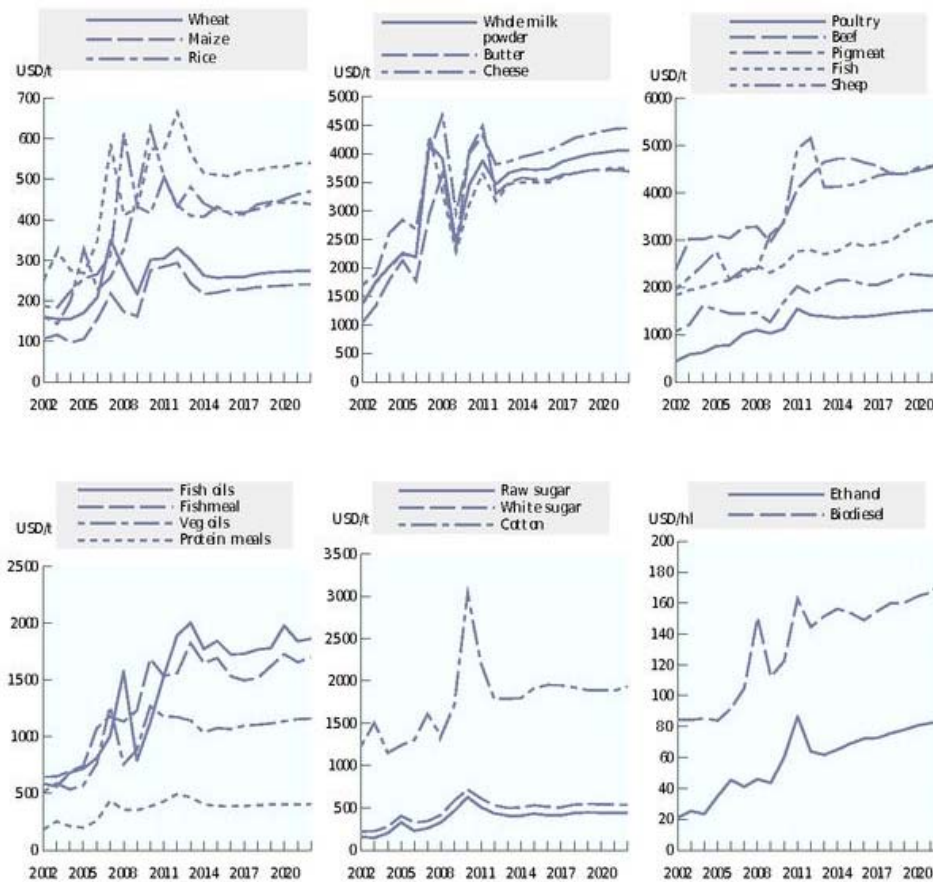 Wheat
Maize
Rice
USD/t
700
600
500
400
300
200
100
0
2002 2005 2008 2011 2014 2017 2020
Whole milk
powder
Butter
Cheese
USD/t
5000
4500
4000
3500
3000
2500
2000
1500
1000
500
0
2002 2005 2008 2011 2014 2017 2020
Poultry
Beef
Pigmeat
Fish
Sheep
USD/t
6000
5000
4000
3000
2000
1000
0
2002 2005 2008 2011 2014 2017 2020
Fish oils
Fishmeal
Veg oils
Protein meals
USD/t
2500
2000
1500
1000
500
0
2002 2005 2008 2011 2014 2017 2020
Raw sugar
White sugar
Cotton
USD/t
3500
3000
2500
2000
1500
1000
500
0
2002 2005 2008 2011 2014 2017 2020
Ethanol
Biodiesel
USD/hl
200
180
160
140
120
100
80
60
40
20
0
2002 2005 2008 2011 2014 2017 2020